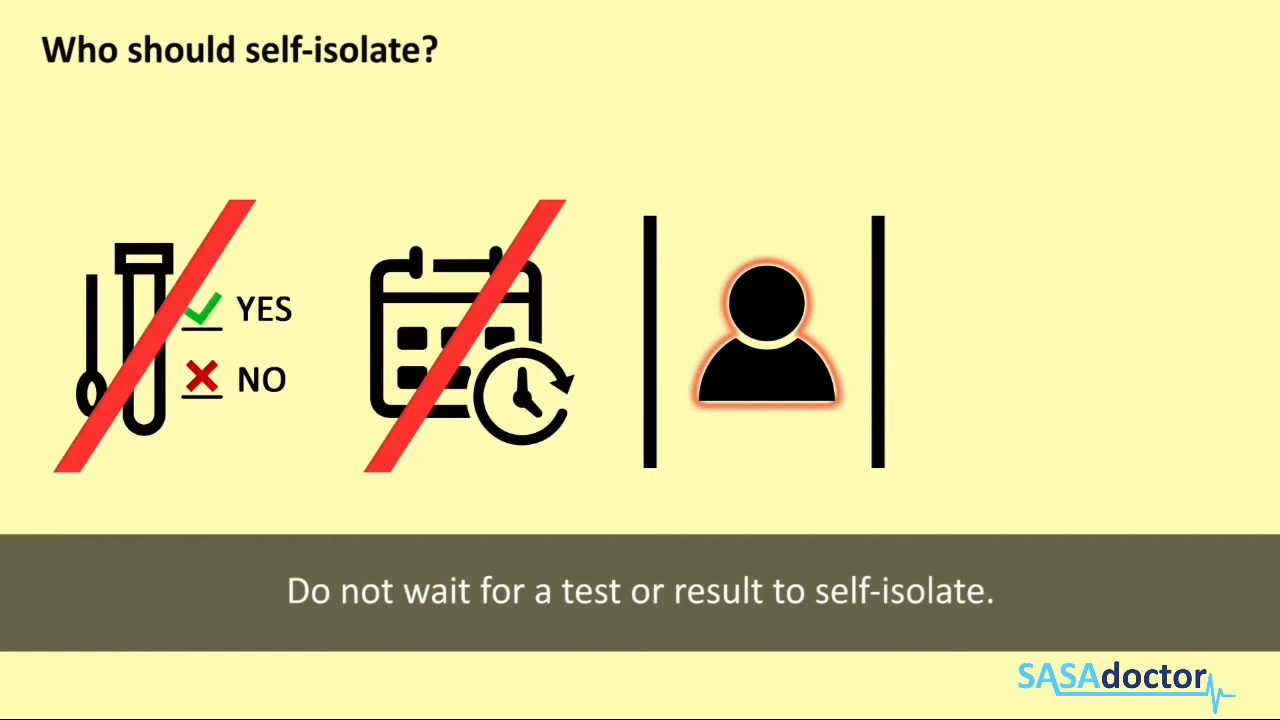 Who should self-isolate?
YES
NO
Do not wait for a test or result to self-isolate.
SASAdoctor